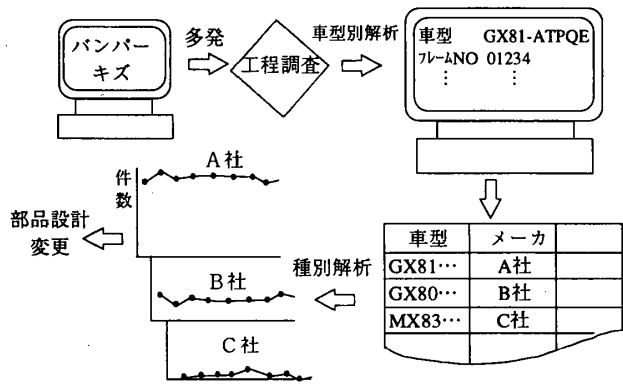 バンパー
キズ
多発
工程調査
車型別解析
車型 GX81-ATPQE
フレームNO 01234
⋮ ⋮
車型 メーカ
GX81… A社
GX80… B社
MX83… C社
種別解析
件数
A社
B社
C社
部品設計
変更